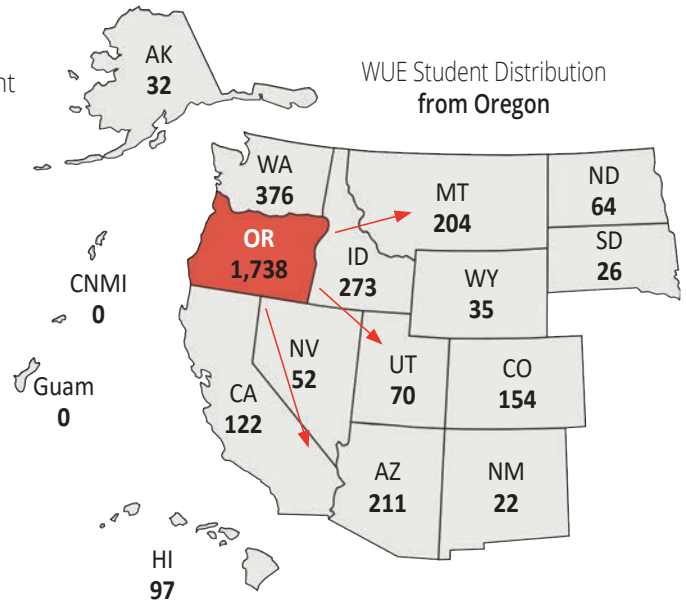 AK
32
nt
WUE Student Distribution
from Oregon
WA
376
MT
204
ND
64
OR
1,738
SD
26
ID
273
WY
35
CNMI
0
NV
52
UT
70
CO
154
Guam
0
CA
122
AZ
211
NM
22
HI
97